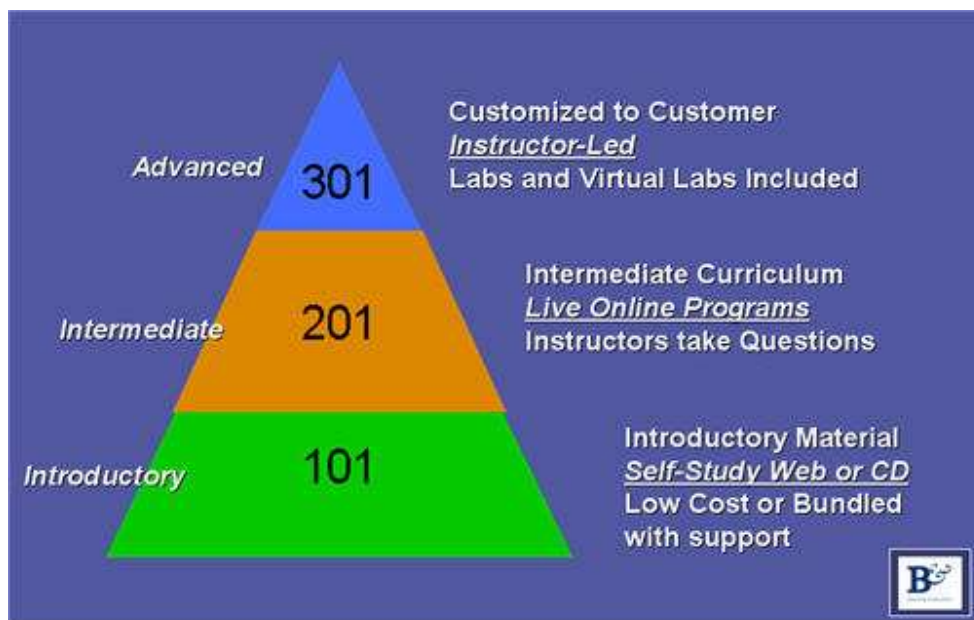 Customized to Customer
Instructor-Led
Labs and Virtual Labs Included
Advanced
301
Intermediate Curriculum
Live Online Programs
Instructors take Questions
Intermediate
201
Introductory Material
Self-Study Web or CD
Low Cost or Bundled
with support
Introductory
101
B